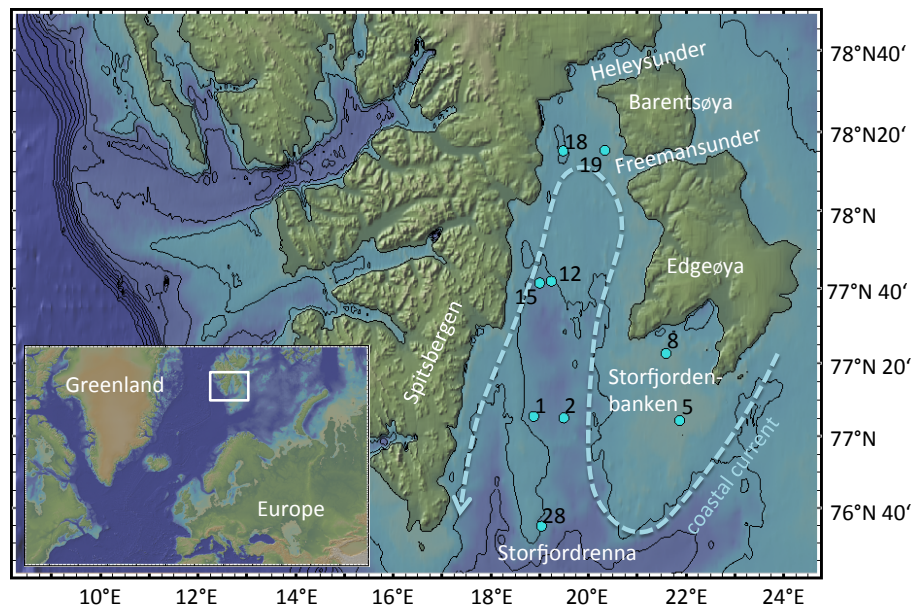 Heleysunder
78°N40‘
Barentsøya
18
78°N20‘
Freemansunder
19
78°N
Edgeøya
12
15
77°N 40‘
Spitsbergen
8
77°N 20‘
Greenland
Storfjorden-
banken
1
2
5
77°N
coastal current
Europe
28
76°N 40‘
Storfjordrenna
10°E
12°E
14°E
16°E
18°E
20°E
22°E
24°E